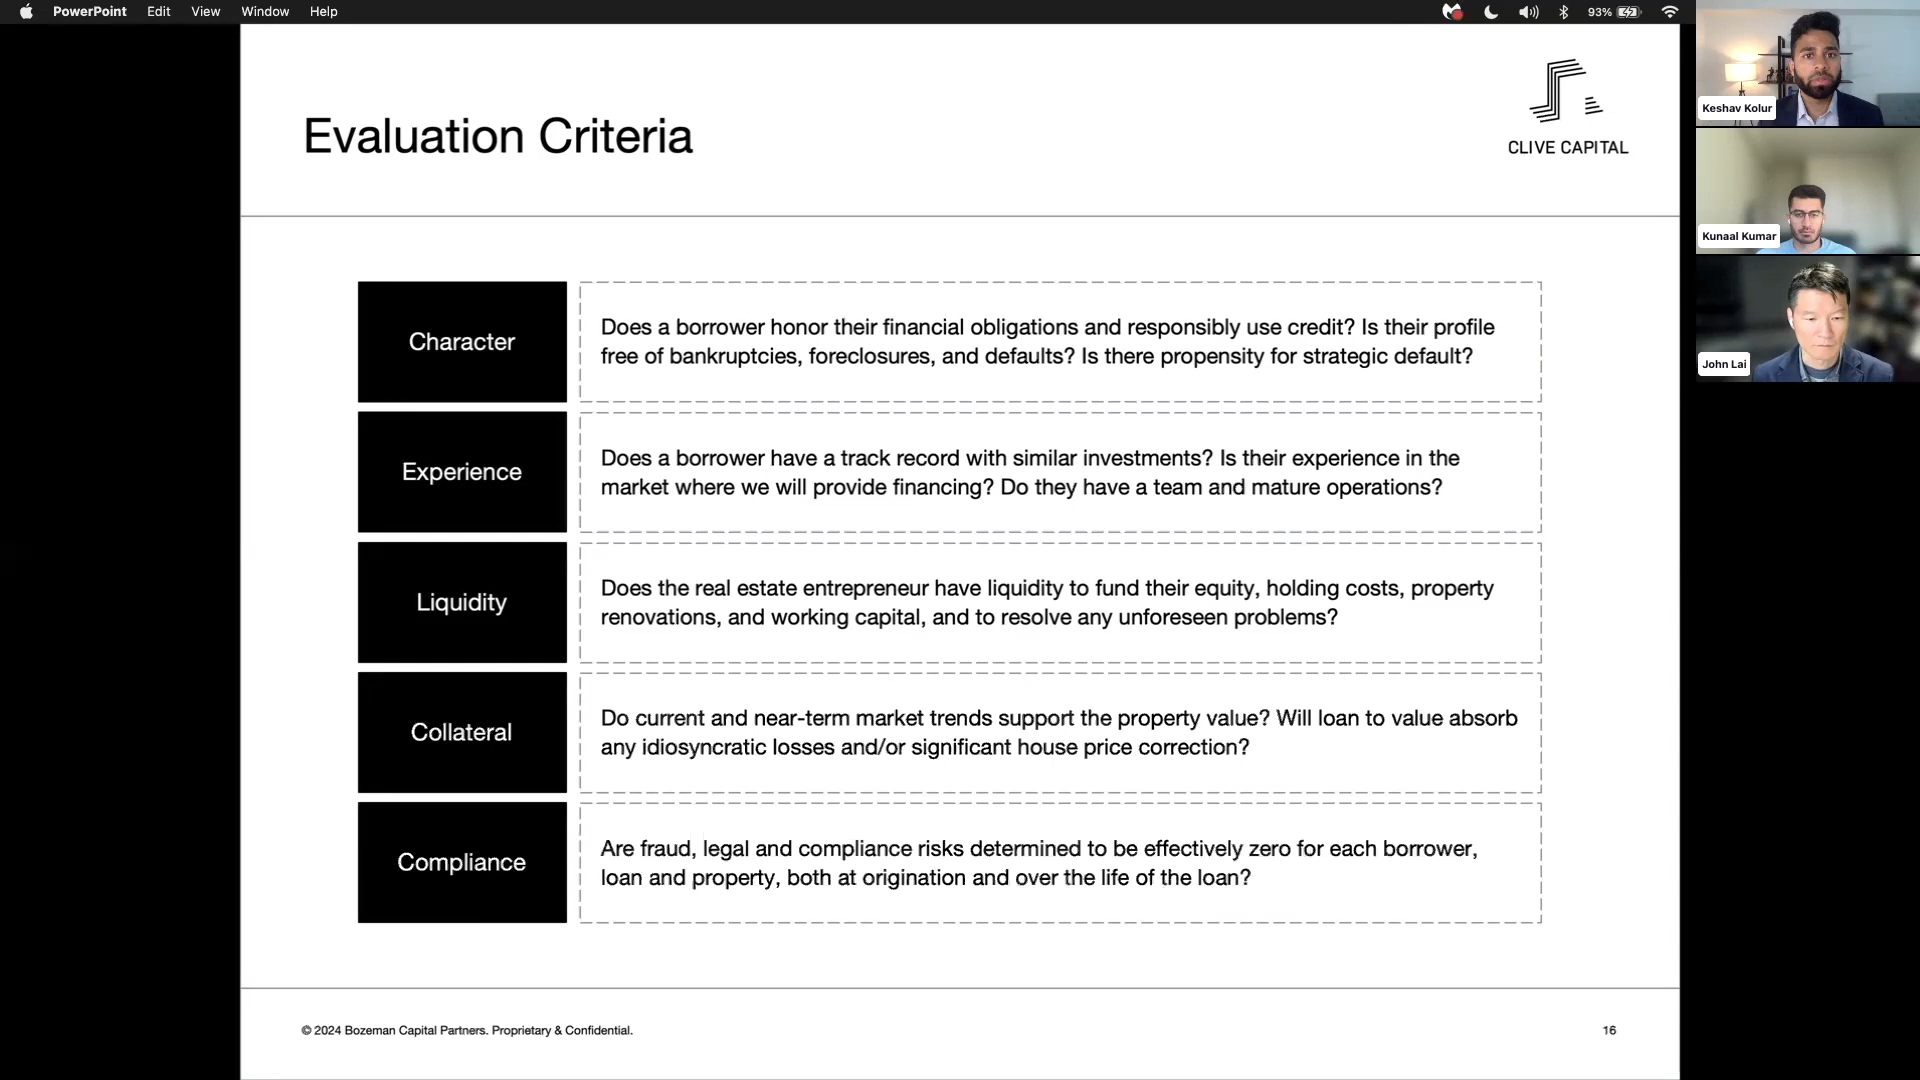 PowerPoint Edit View Window Help 93%
Evaluation Criteria
CLIVE CAPITAL
Character
Does a borrower honor their financial obligations and responsibly use credit? Is their profile
free of bankruptcies, foreclosures, and defaults? Is there propensity for strategic default?
Experience
Does a borrower have a track record with similar investments? Is their experience in the
market where we will provide financing? Do they have a team and mature operations?
Liquidity
Does the real estate entrepreneur have liquidity to fund their equity, holding costs, property
renovations, and working capital, and to resolve any unforeseen problems?
Collateral
Do current and near-term market trends support the property value? Will loan to value absorb
any idiosyncratic losses and/or significant house price correction?
Compliance
Are fraud, legal and compliance risks determined to be effectively zero for each borrower,
loan and property, both at origination and over the life of the loan?
© 2024 Bozeman Capital Partners. Proprietary & Confidential.
16
Keshav Kolur
Kunaal Kumar
John Lai